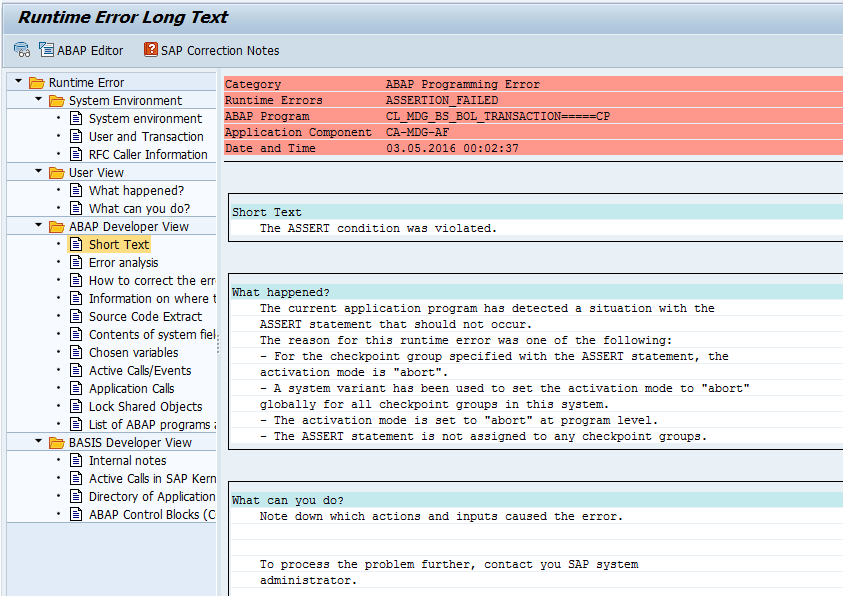 Runtime Error Long Text
ABAP Editor SAP Correction Notes
Runtime Error
System Environment
System environment
User and Transaction
RFC Caller Information
User View
What happened?
What can you do?
ABAP Developer View
Short Text
Error analysis
How to correct the err
Information on where t
Source Code Extract
Contents of system fiel
Chosen variables
Active Calls/Events
Application Calls
Lock Shared Objects
List of ABAP programs a
BASIS Developer View
Internal notes
Active Calls in SAP Kern
Directory of Application
ABAP Control Blocks (C
Category ABAP Programming Error
Runtime Errors ASSERTION_FAILED
ABAP Program CL_MDG_BS_BOL_TRANSACTION=====CP
Application Component CA-MDG-AF
Date and Time 03.05.2016 00:02:37
Short Text
The ASSERT condition was violated.
What happened?
The current application program has detected a situation with the
ASSERT statement that should not occur.
The reason for this runtime error was one of the following:
- For the checkpoint group specified with the ASSERT statement, the
activation mode is "abort".
- A system variant has been used to set the activation mode to "abort"
globally for all checkpoint groups in this system.
- The activation mode is set to "abort" at program level.
- The ASSERT statement is not assigned to any checkpoint groups.
What can you do?
Note down which actions and inputs caused the error.
To process the problem further, contact you SAP system
administrator.